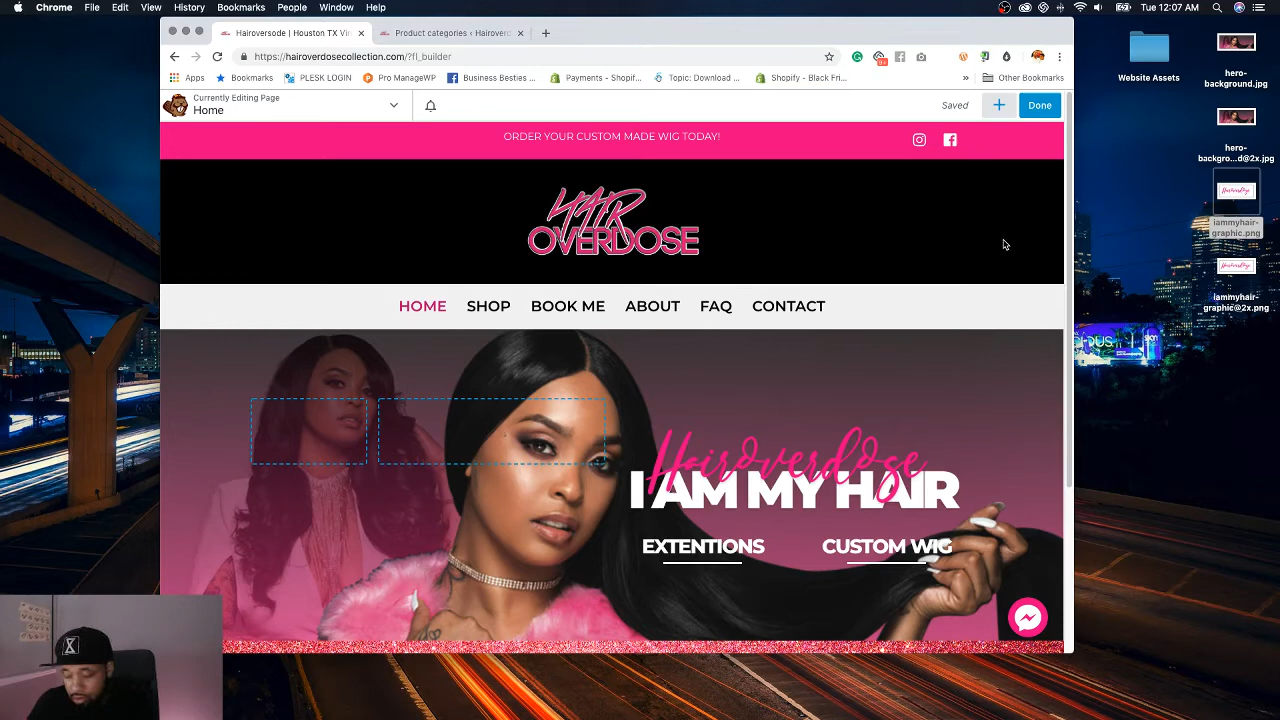 Chrome File Edit View History Bookmarks People Window Help
100% Tue 12:07 AM
Hairoversode | Houston TX Vir
Product categories ‹ Hairoverd
https://hairoverdosecollection.com/?fl_builder
Apps Bookmarks PLESK LOGIN Pro ManageWP Business Besties ... Payments - Shopif... Topic: Download ... Shopify - Black Fri... » Other Bookmarks
Currently Editing Page
Home
Saved
Done
ORDER YOUR CUSTOM MADE WIG TODAY!
HAIR
OVERDOSE
HOME SHOP BOOK ME ABOUT FAQ CONTACT
Hairoverdoze
I AM MY HAIR
EXTENTIONS CUSTOM WIG
Website Assets
hero-
background.jpg
hero-
backgro...d@2x.jpg
iammyhair-
graphic.png
iammyhair-
graphic@2x.png